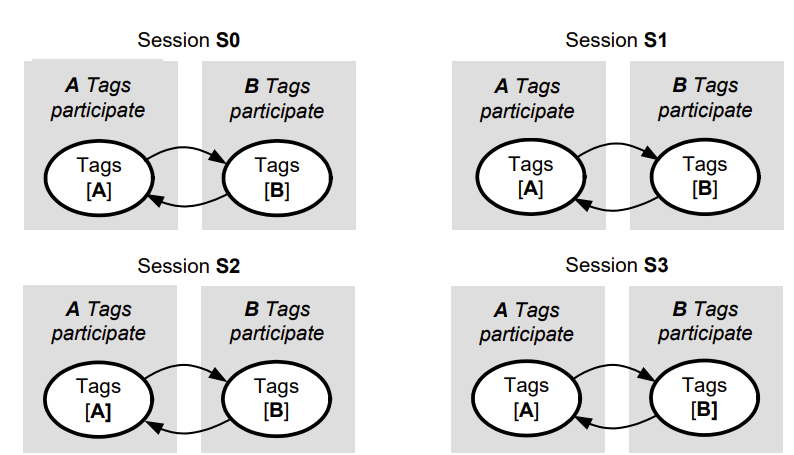 Session S0
A Tags
participate
B Tags
participate
Tags
[A]
Tags
[B]
Session S1
A Tags
participate
B Tags
participate
Tags
[A]
Tags
[B]
Session S2
A Tags
participate
B Tags
participate
Tags
[A]
Tags
[B]
Session S3
A Tags
participate
B Tags
participate
Tags
[A]
Tags
[B]